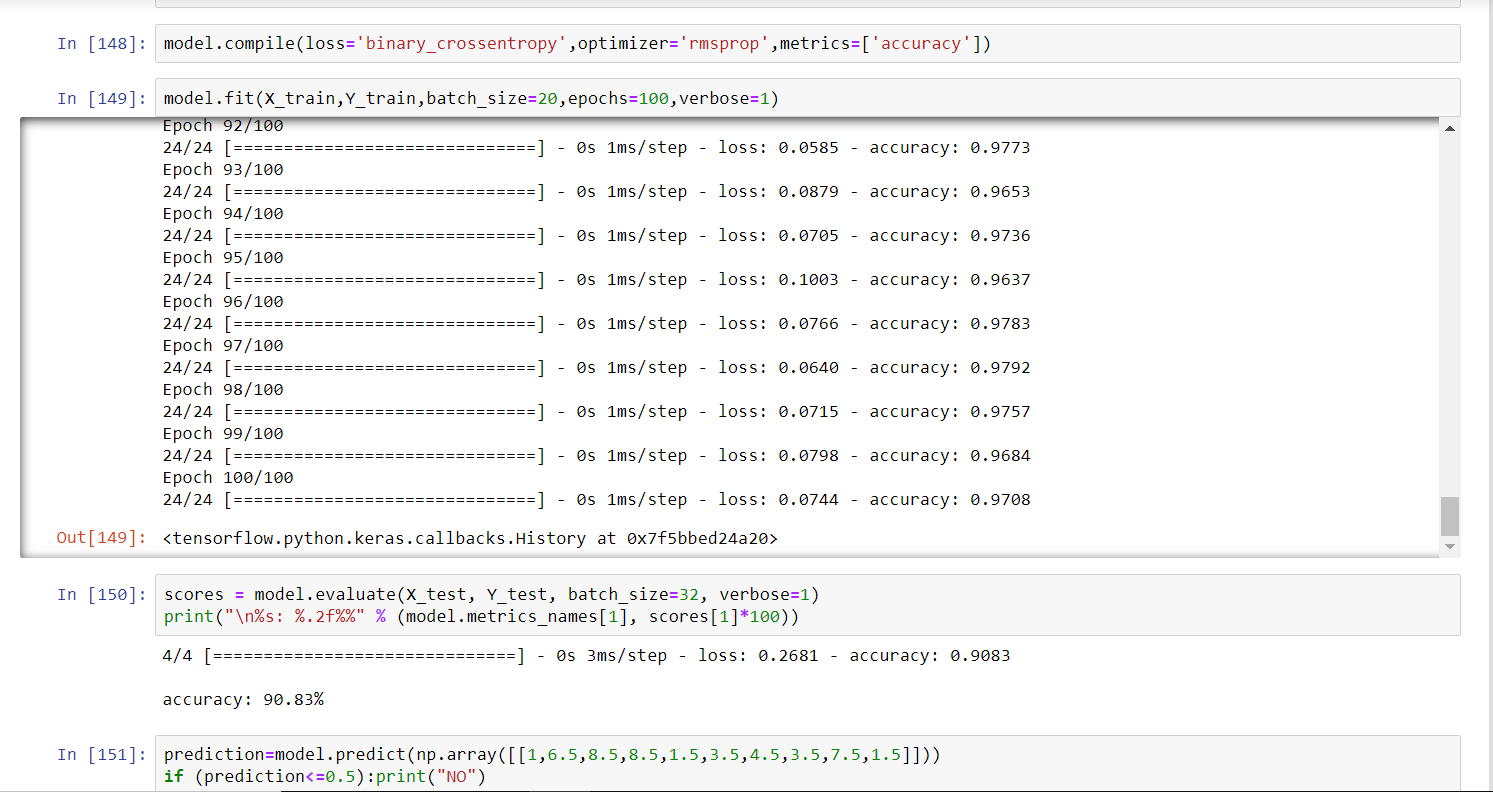 In [148]: model.compile(loss='binary_crossentropy',optimizer='rmsprop',metrics=['accuracy'])
In [149]: model.fit(X_train,Y_train,batch_size=20,epochs=100,verbose=1)
Epoch 92/100
24/24 [==============================] - 0s 1ms/step - loss: 0.0585 - accuracy: 0.9773
Epoch 93/100
24/24 [==============================] - 0s 1ms/step - loss: 0.0879 - accuracy: 0.9653
Epoch 94/100
24/24 [==============================] - 0s 1ms/step - loss: 0.0705 - accuracy: 0.9736
Epoch 95/100
24/24 [==============================] - 0s 1ms/step - loss: 0.1003 - accuracy: 0.9637
Epoch 96/100
24/24 [==============================] - 0s 1ms/step - loss: 0.0766 - accuracy: 0.9783
Epoch 97/100
24/24 [==============================] - 0s 1ms/step - loss: 0.0640 - accuracy: 0.9792
Epoch 98/100
24/24 [==============================] - 0s 1ms/step - loss: 0.0715 - accuracy: 0.9757
Epoch 99/100
24/24 [==============================] - 0s 1ms/step - loss: 0.0798 - accuracy: 0.9684
Epoch 100/100
24/24 [==============================] - 0s 1ms/step - loss: 0.0744 - accuracy: 0.9708
Out[149]: <tensorflow.python.keras.callbacks.History at 0x7f5bbed24a20>
In [150]: scores = model.evaluate(X_test, Y_test, batch_size=32, verbose=1)
print("\n%s: %.2f%%" % (model.metrics_names[1], scores[1]*100))
4/4 [==============================] - 0s 3ms/step - loss: 0.2681 - accuracy: 0.9083
accuracy: 90.83%
In [151]: prediction=model.predict(np.array([[1,6.5,8.5,8.5,1.5,3.5,4.5,3.5,7.5,1.5]]))
if (prediction<=0.5):print("NO")